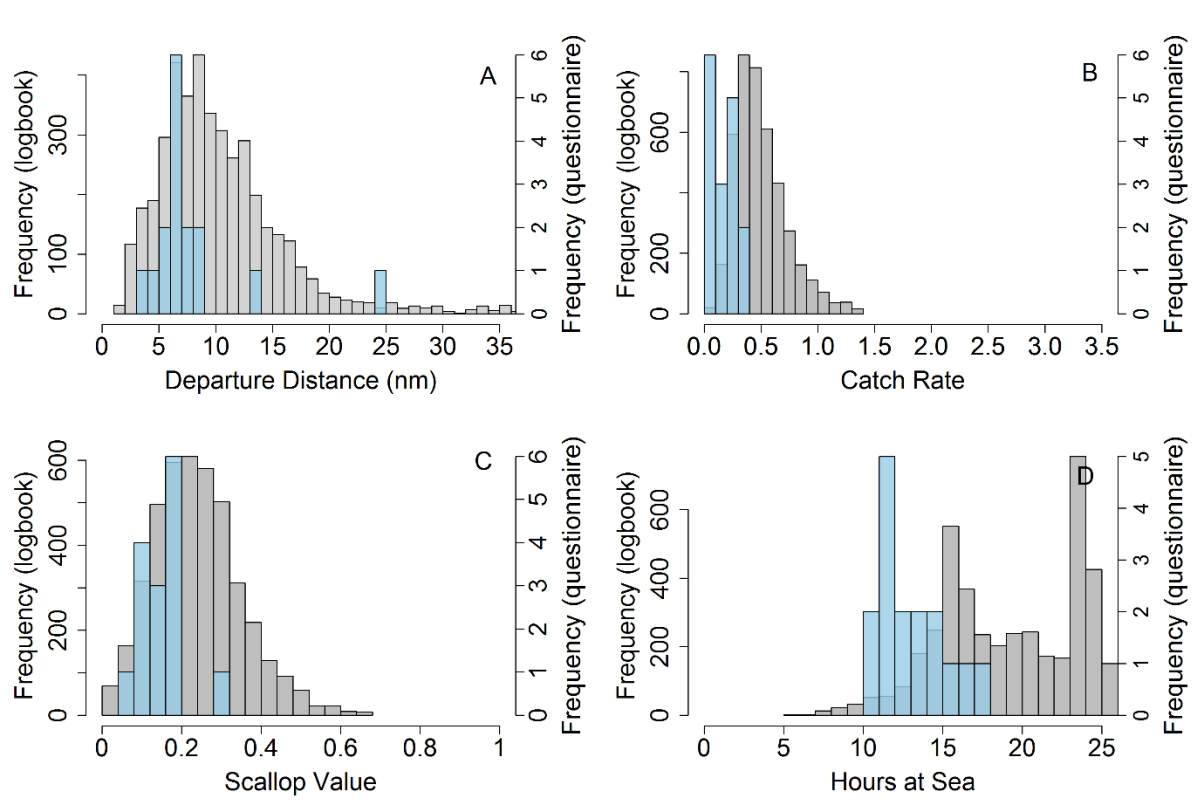 A
Frequency (logbook)
100 300
0
Frequency (questionnaire)
0 1 2 3 4 5 6
0 5 10 15 20 25 30 35
Departure Distance (nm)
B
Frequency (logbook)
0 200 600
Frequency (questionnaire)
0 1 2 3 4 5 6
0.0 0.5 1.0 1.5 2.0 2.5 3.0 3.5
Catch Rate
C
Frequency (logbook)
0 200 400 600
Frequency (questionnaire)
0 1 2 3 4 5 6
0 0.2 0.4 0.6 0.8 1
Scallop Value
D
Frequency (logbook)
0 200 400 600
Frequency (questionnaire)
0 1 2 3 4 5
0 5 10 15 20 25
Hours at Sea